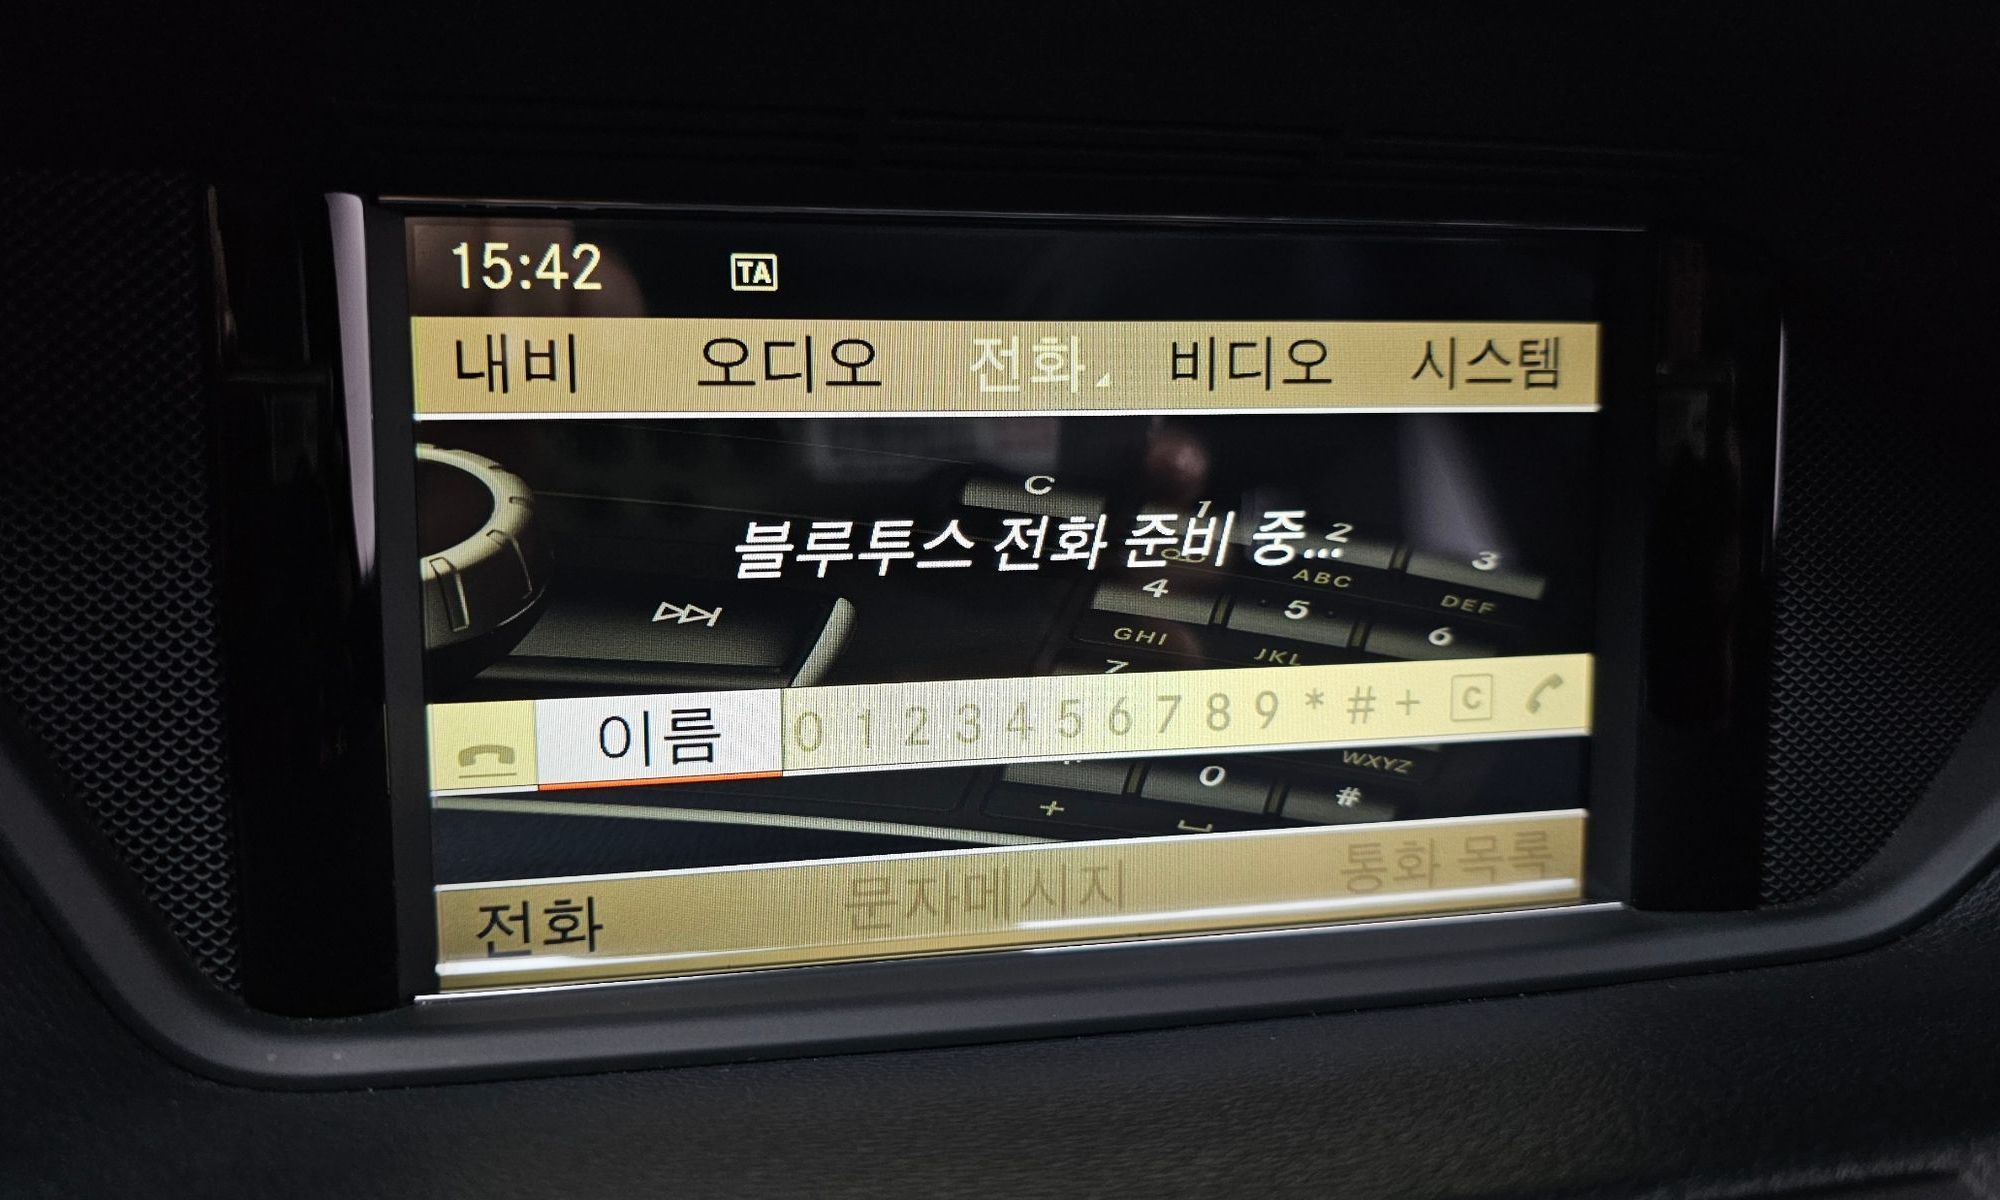 15:42 TA
내비 오디오 전화 비디오 시스템
블루투스 전화 준비 중...
C
1 2 3
ABC DEF
4 5 6
GHI JKL
7
이름 0 1 2 3 4 5 6 7 8 9 * # + C
WXYZ
0 #
+
전화 문자메시지 통화 목록